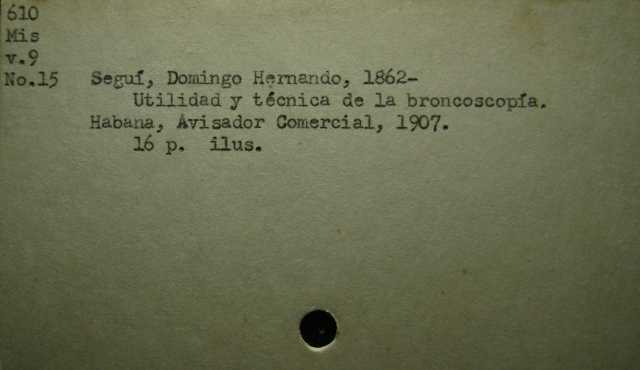 610
Mis
v.9
No.15 Seguí, Domingo Hernando, 1862-
Utilidad y técnica de la broncoscopía.
Habana, Avisador Comercial, 1907.
16 p. ilus.